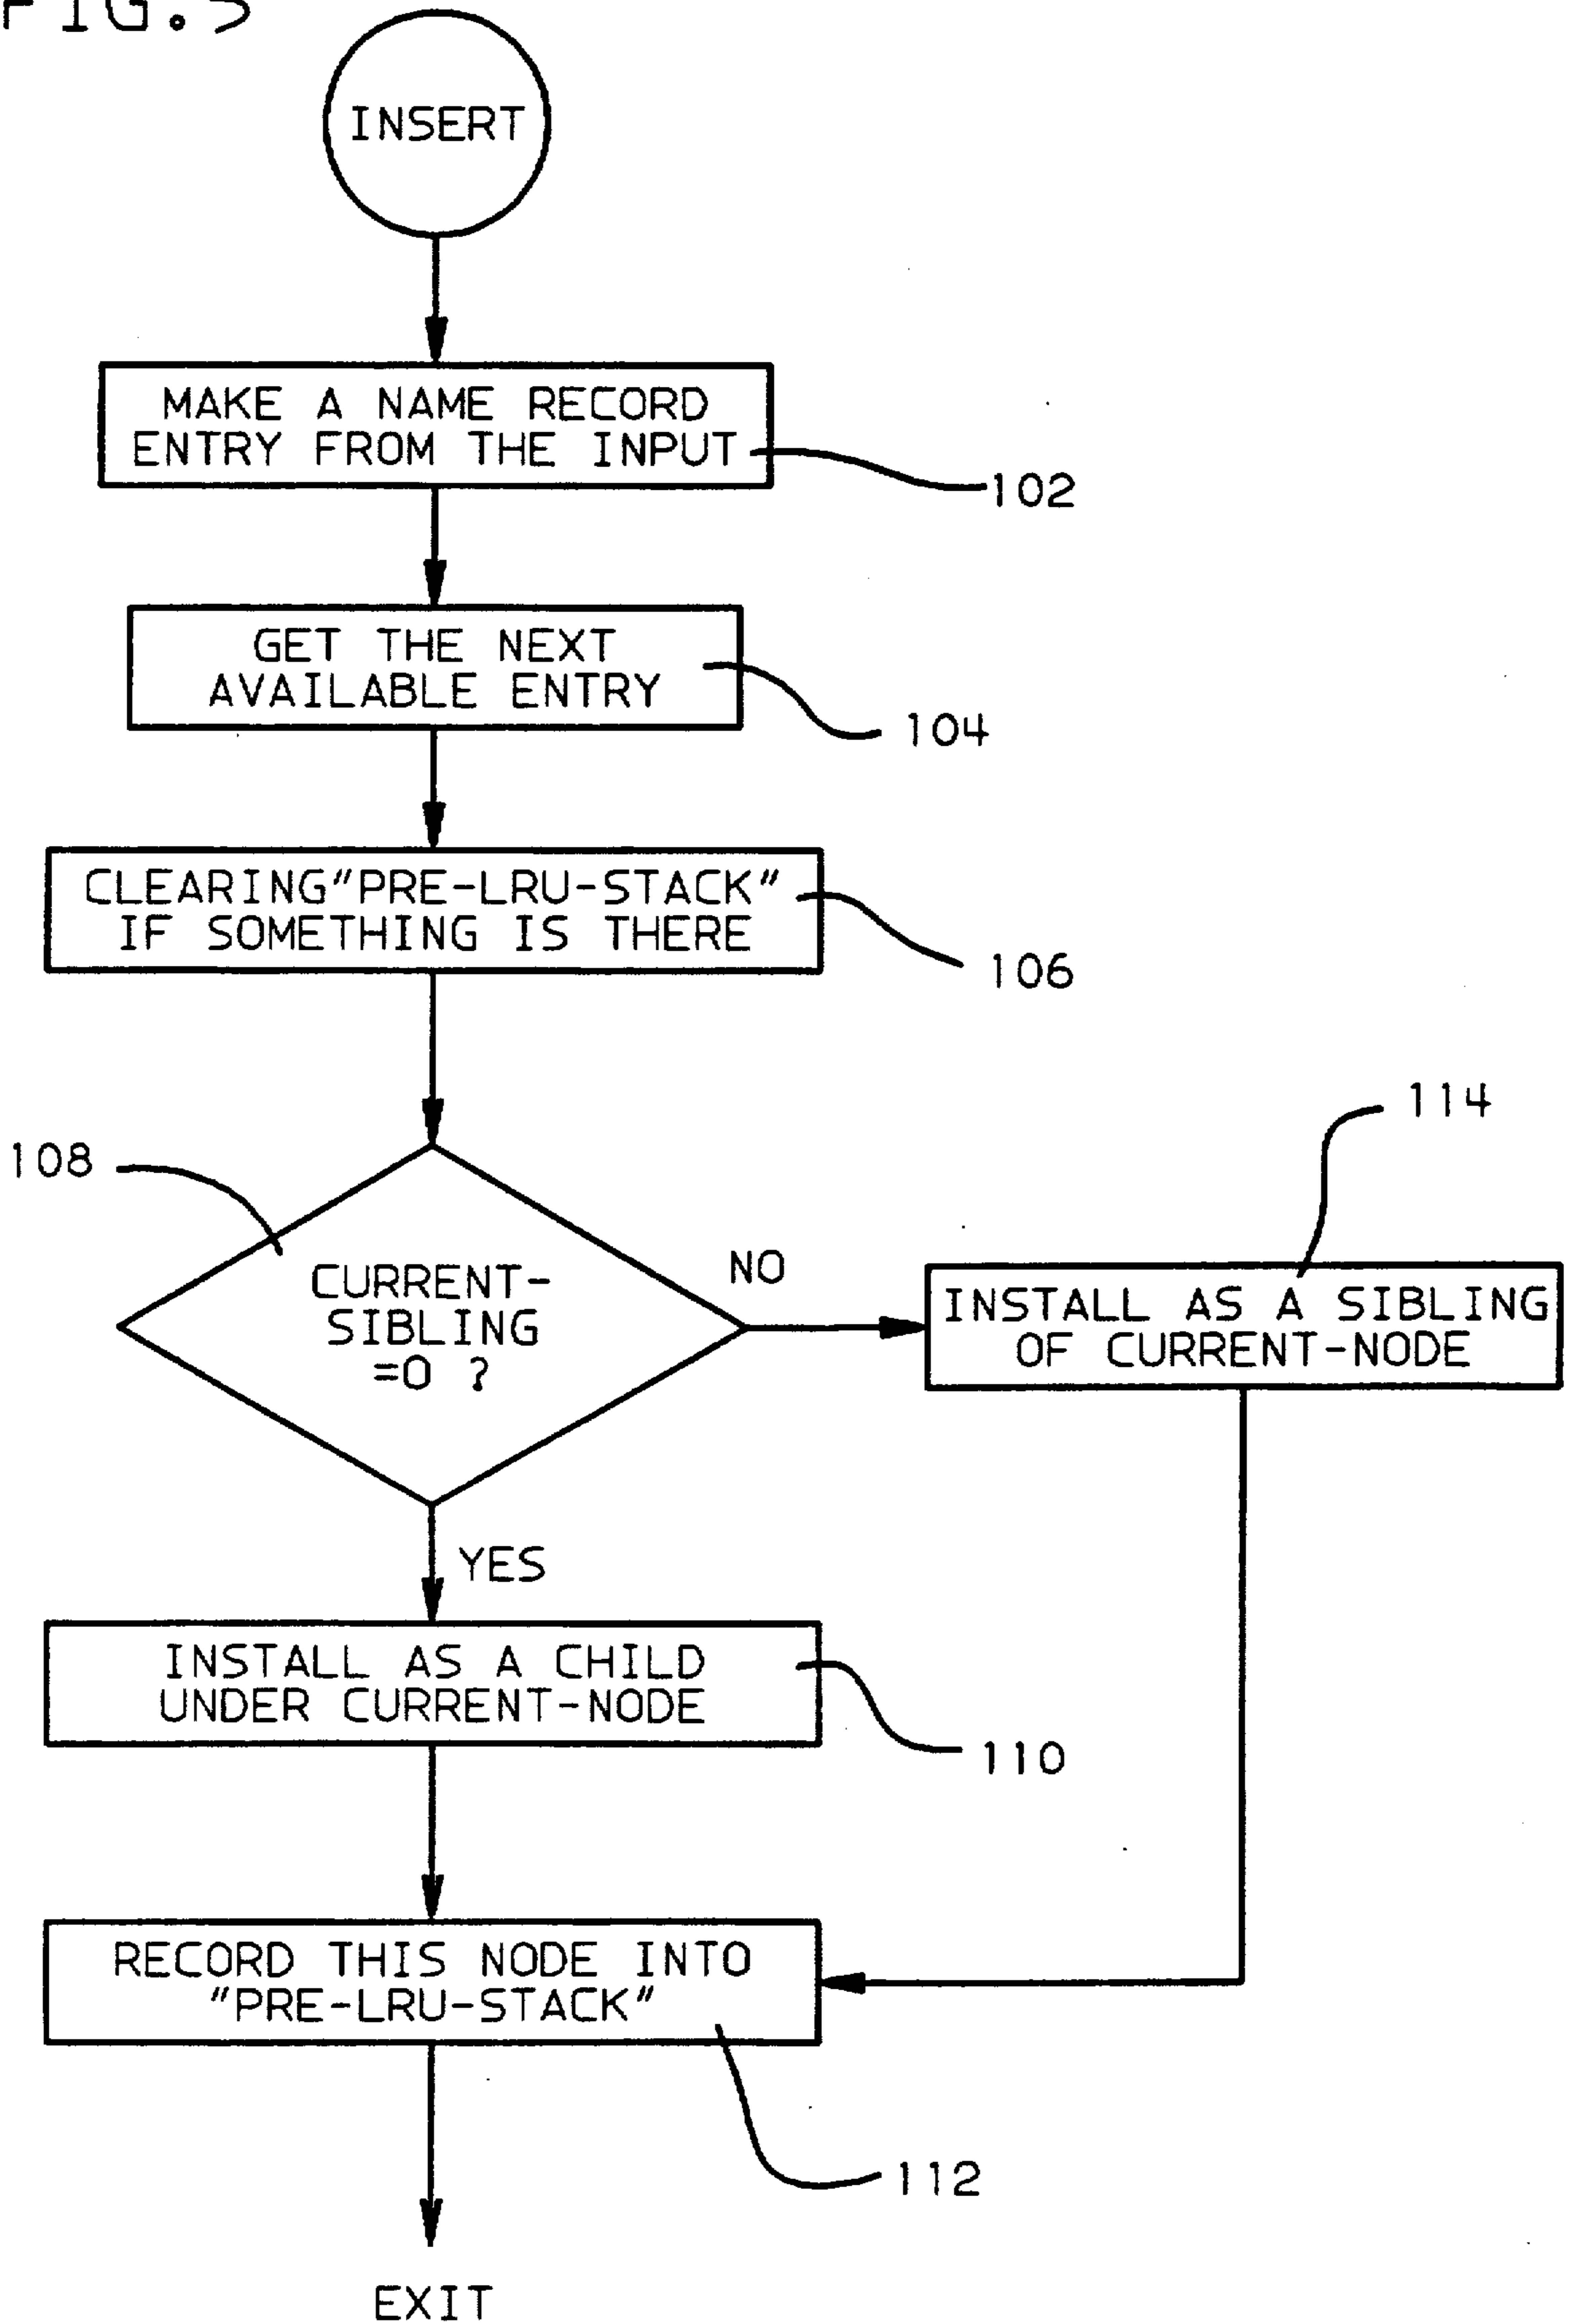 FIG.5
INSERT
MAKE A NAME RECORD
ENTRY FROM THE INPUT
102
GET THE NEXT
AVAILABLE ENTRY
104
CLEARING"PRE-LRU-STACK"
IF SOMETHING IS THERE
106
108
CURRENT-
SIBLING
=0 ?
NO
114
INSTALL AS A SIBLING
OF CURRENT-NODE
YES
INSTALL AS A CHILD
UNDER CURRENT-NODE
110
RECORD THIS NODE INTO
"PRE-LRU-STACK"
112
EXIT